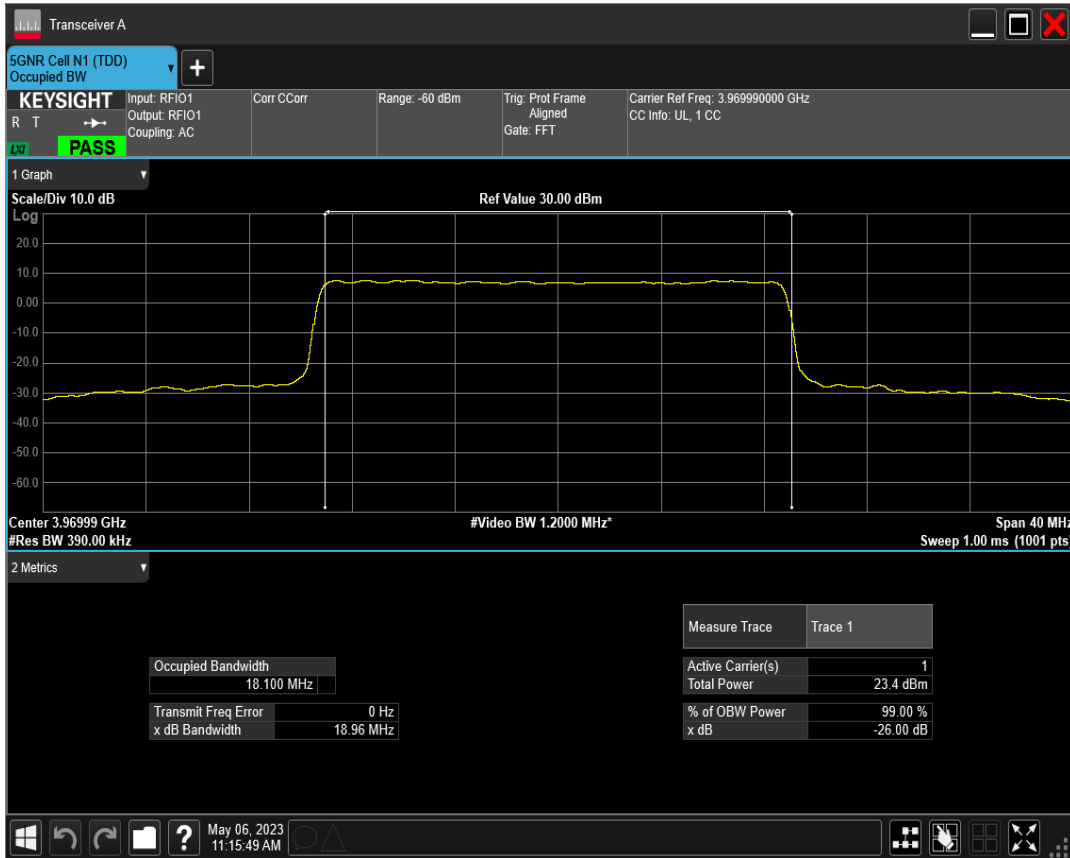 Transceiver A
5GNR Cell N1 (TDD)
Occupied BW
+
KEYSIGHT
R T
LXI
PASS
Input: RFIO1
Output: RFIO1
Coupling: AC
Corr CCorr
Range: -60 dBm
Trig: Prot Frame
Aligned
Gate: FFT
Carrier Ref Freq: 3.969990000 GHz
CC Info: UL, 1 CC
1 Graph
Scale/Div 10.0 dB
Ref Value 30.00 dBm
Log
20.0
10.0
0.00
-10.0
-20.0
-30.0
-40.0
-50.0
-60.0
Center 3.96999 GHz
#Video BW 1.2000 MHz*
Span 40 MHz
#Res BW 390.00 kHz
Sweep 1.00 ms (1001 pts)
2 Metrics
Measure Trace Trace 1
Occupied Bandwidth
18.100 MHz
Transmit Freq Error 0 Hz
x dB Bandwidth 18.96 MHz
Active Carrier(s) 1
Total Power 23.4 dBm
% of OBW Power 99.00 %
x dB -26.00 dB
?
May 06, 2023
11:15:49 AM